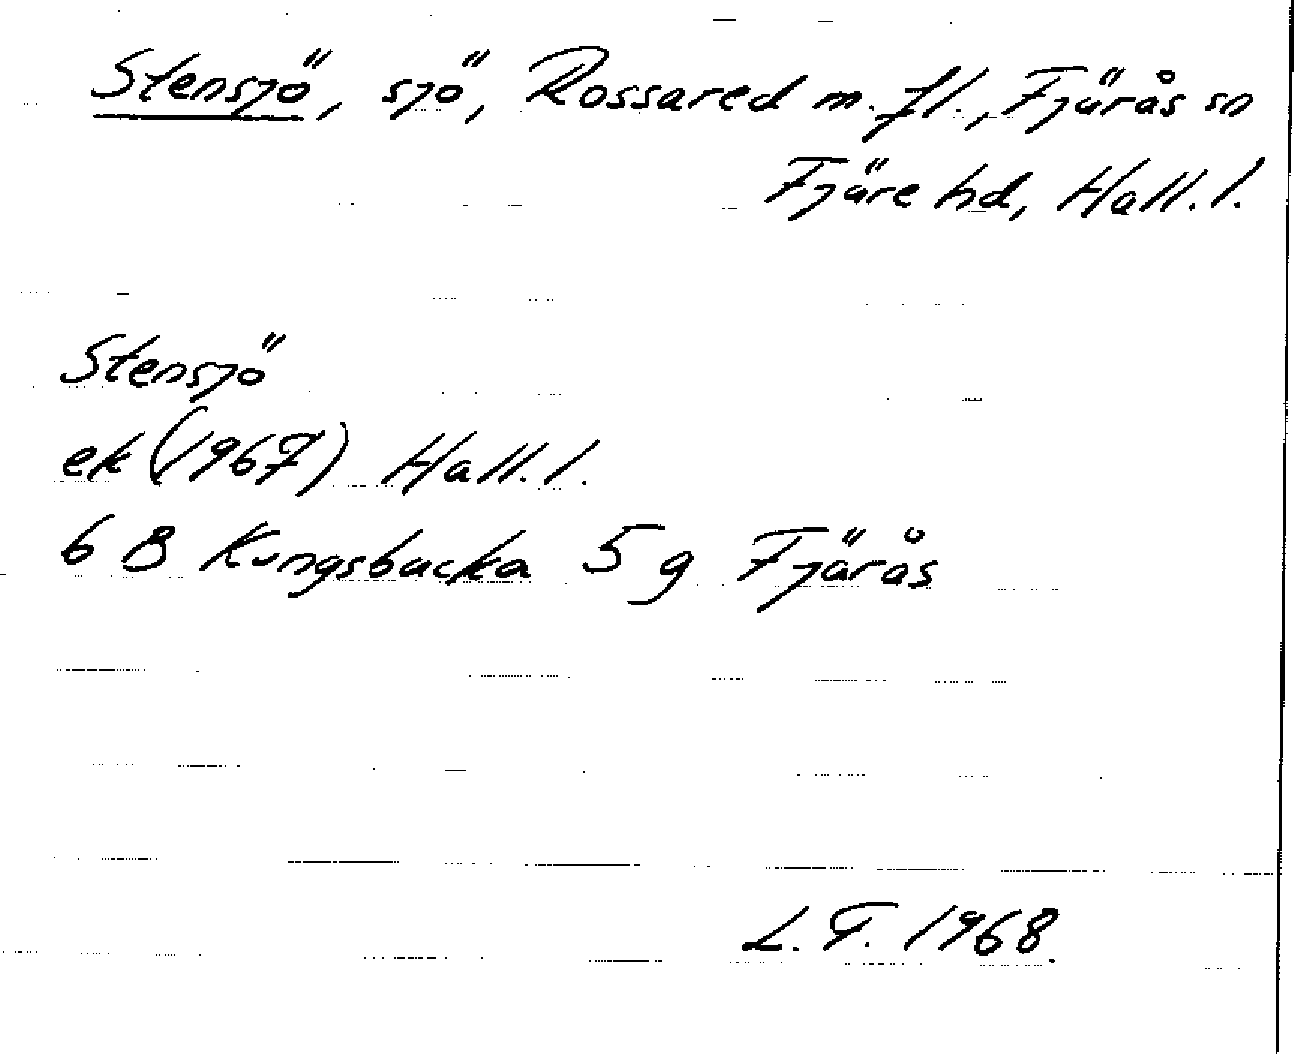 Stensjö, sjö, Rossared m.fl., Fjärås sn
Fjäre hd, Hall.l.
Stensjö
ek (1967) Hall.l.
6 B Kungsbacka 5 g Fjärås
L.F. 1968.